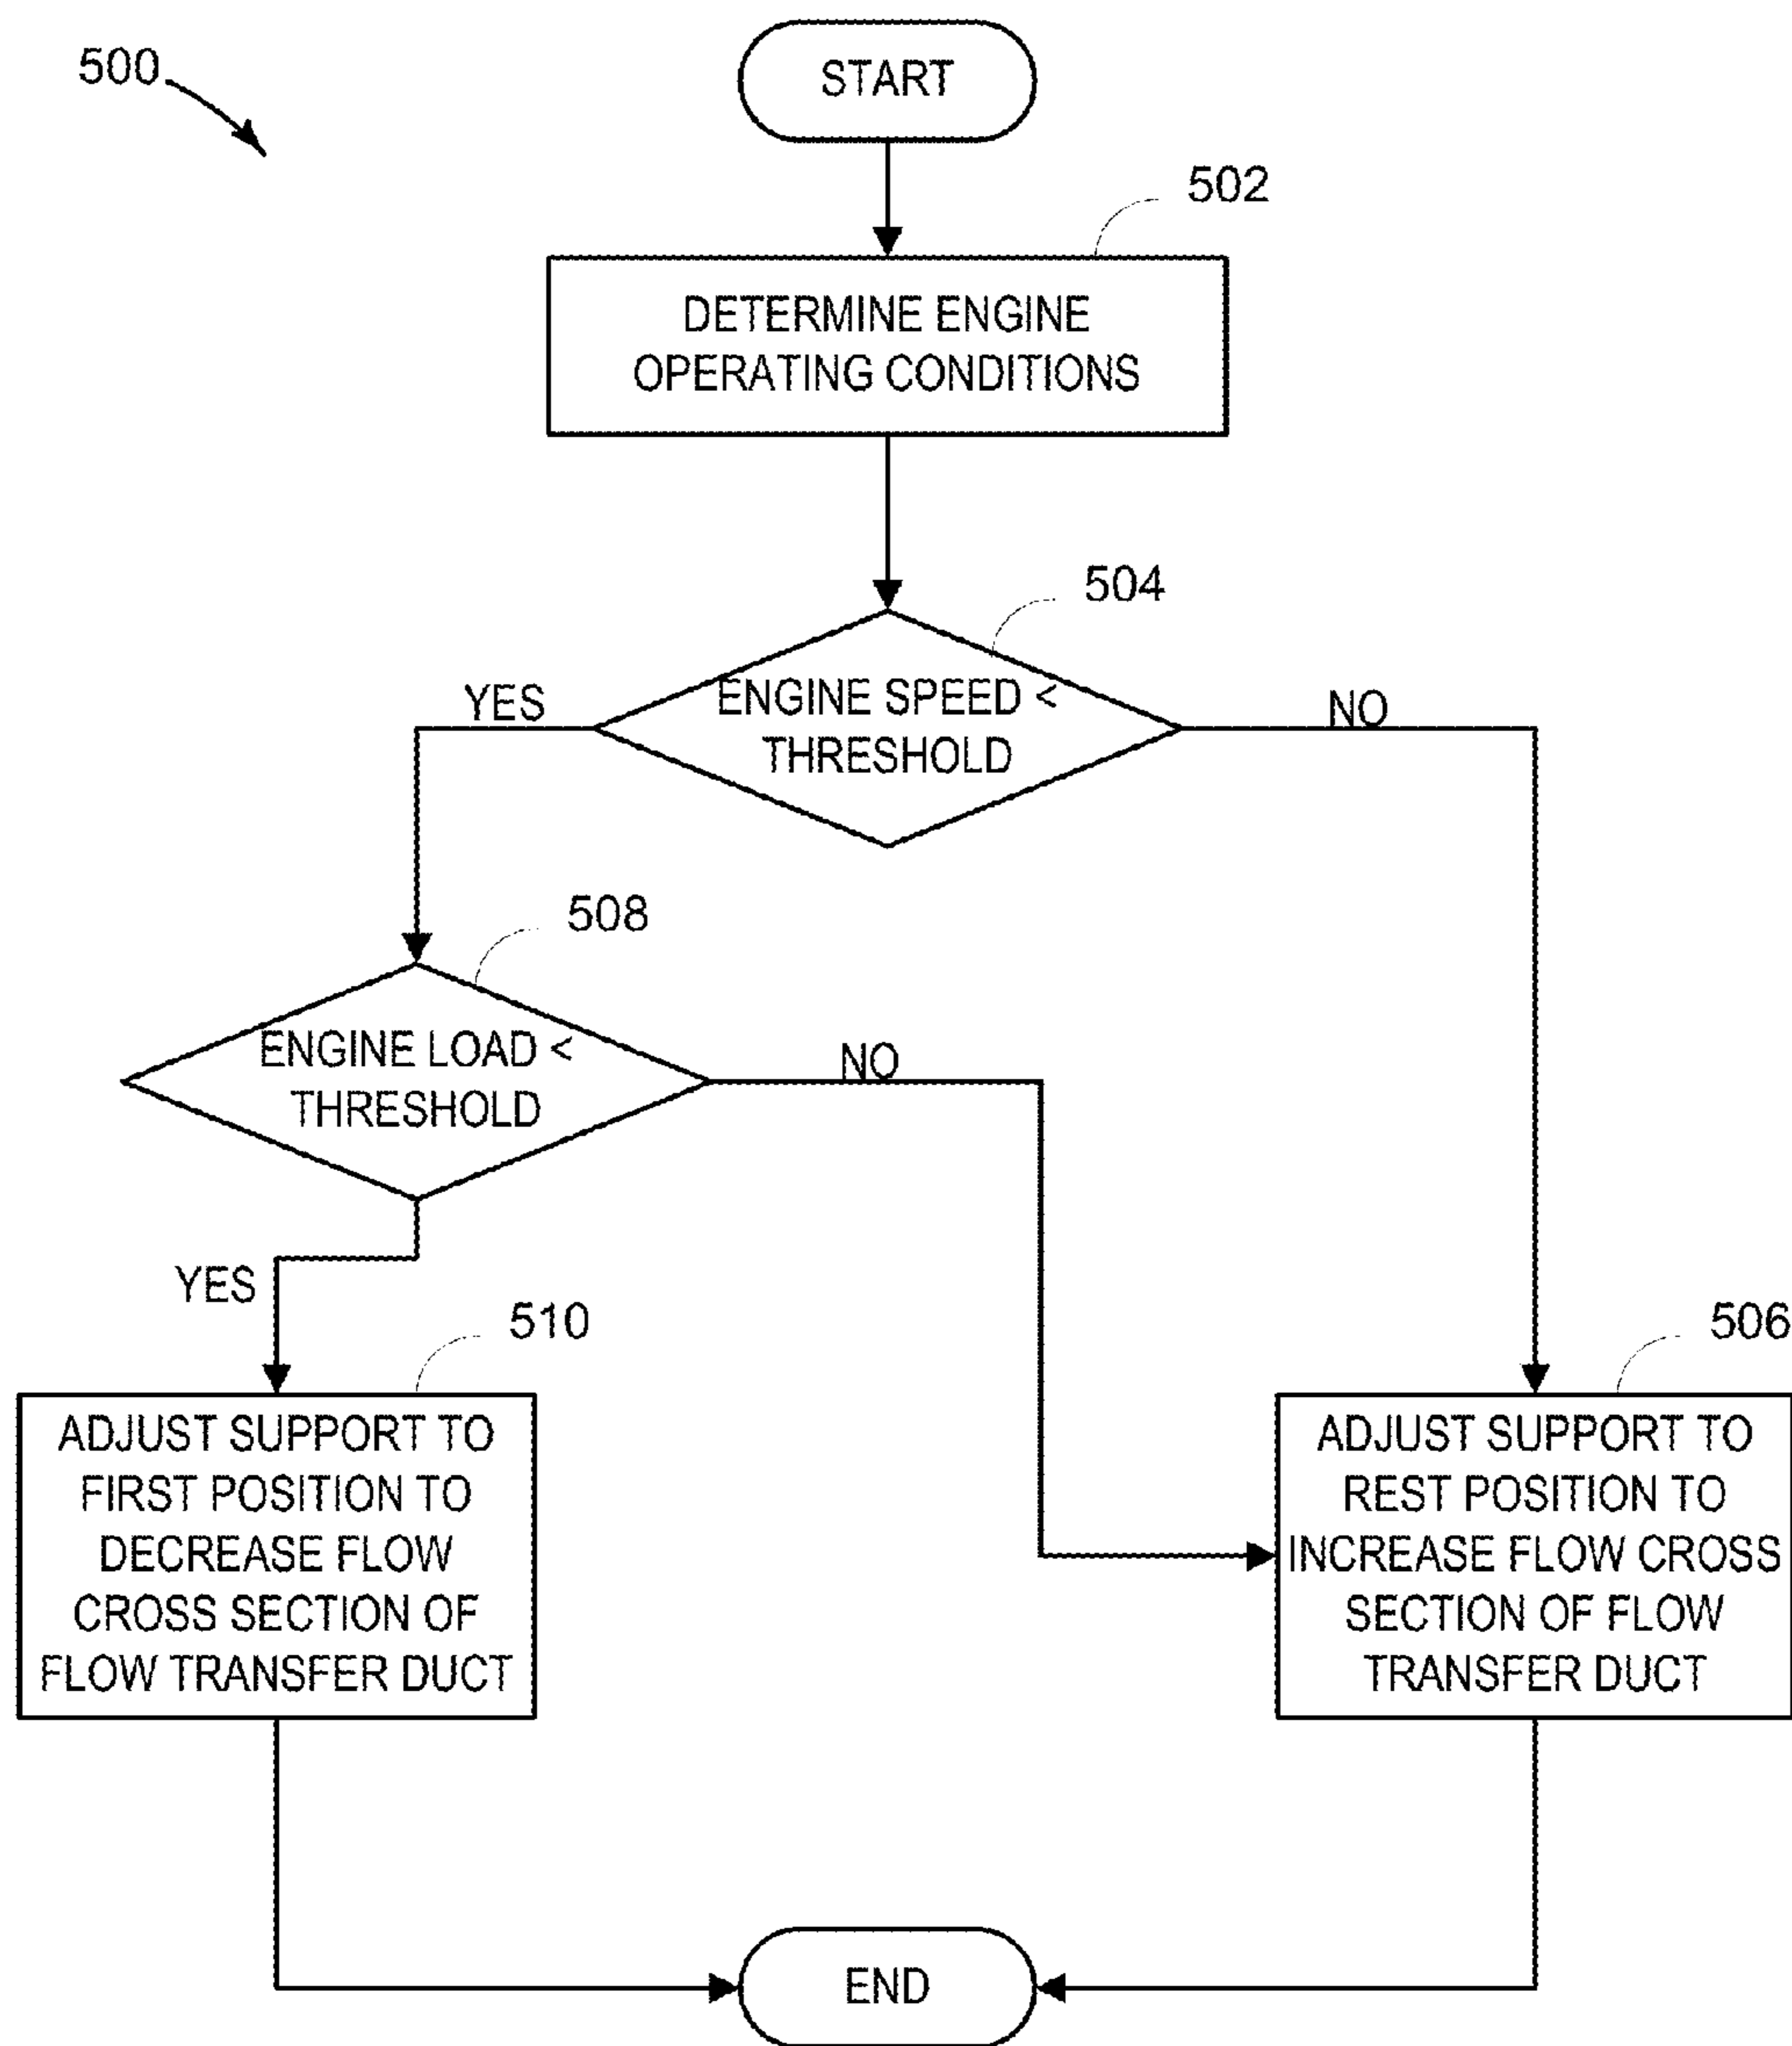 500
START
502
DETERMINE ENGINE
OPERATING CONDITIONS
504
YES
ENGINE SPEED <
THRESHOLD
NO
508
ENGINE LOAD <
THRESHOLD
NO
YES
510
ADJUST SUPPORT TO
FIRST POSITION TO
DECREASE FLOW
CROSS SECTION OF
FLOW TRANSFER DUCT
506
ADJUST SUPPORT TO
REST POSITION TO
INCREASE FLOW CROSS
SECTION OF FLOW
TRANSFER DUCT
END